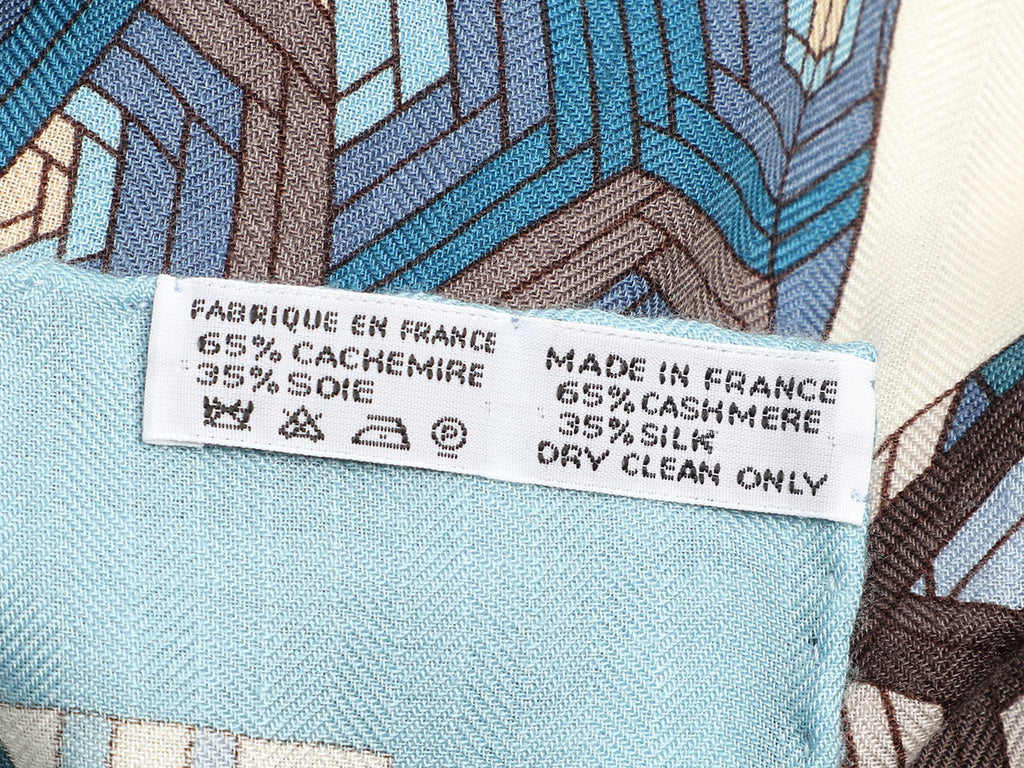 FABRIQUE EN FRANCE
65% CACHEMIRE
35% SOIE
MADE IN FRANCE
65% CASHMERE
35% SILK
DRY CLEAN ONLY